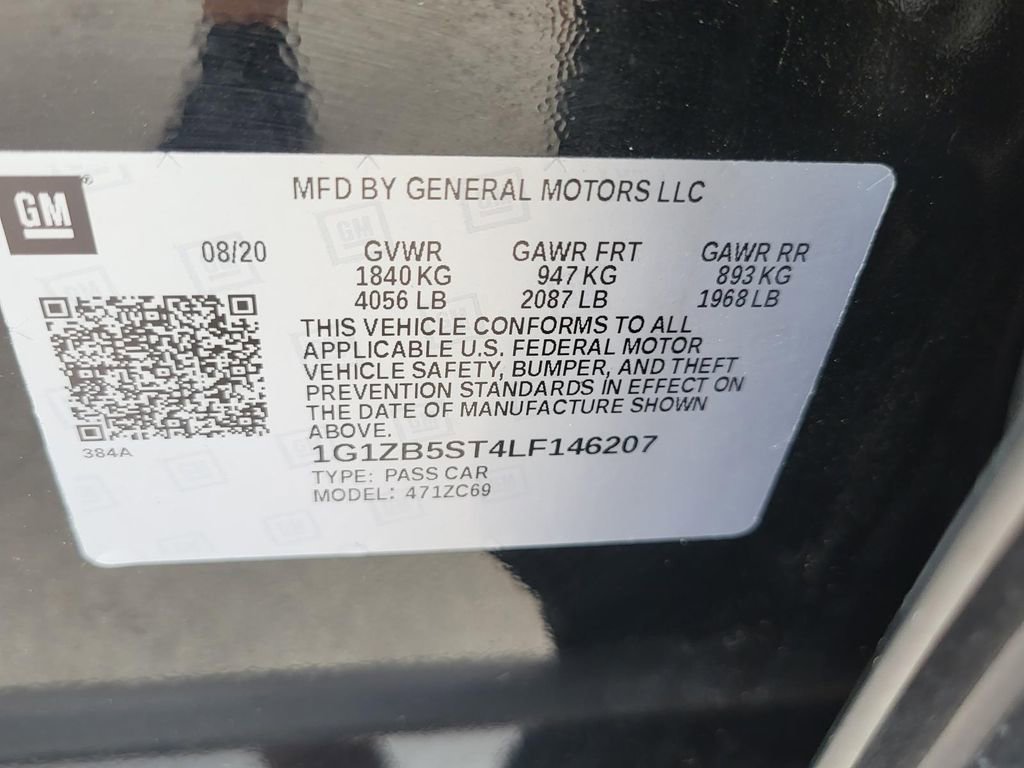 GM
MFD BY GENERAL MOTORS LLC
08/20 GVWR GAWR FRT GAWR RR
1840 KG 947 KG 893 KG
4056 LB 2087 LB 1968 LB
THIS VEHICLE CONFORMS TO ALL
APPLICABLE U.S. FEDERAL MOTOR
VEHICLE SAFETY, BUMPER, AND THEFT
PREVENTION STANDARDS IN EFFECT ON
THE DATE OF MANUFACTURE SHOWN
ABOVE.
384A
1G1ZB5ST4LF146207
TYPE: PASS CAR
MODEL: 471ZC69